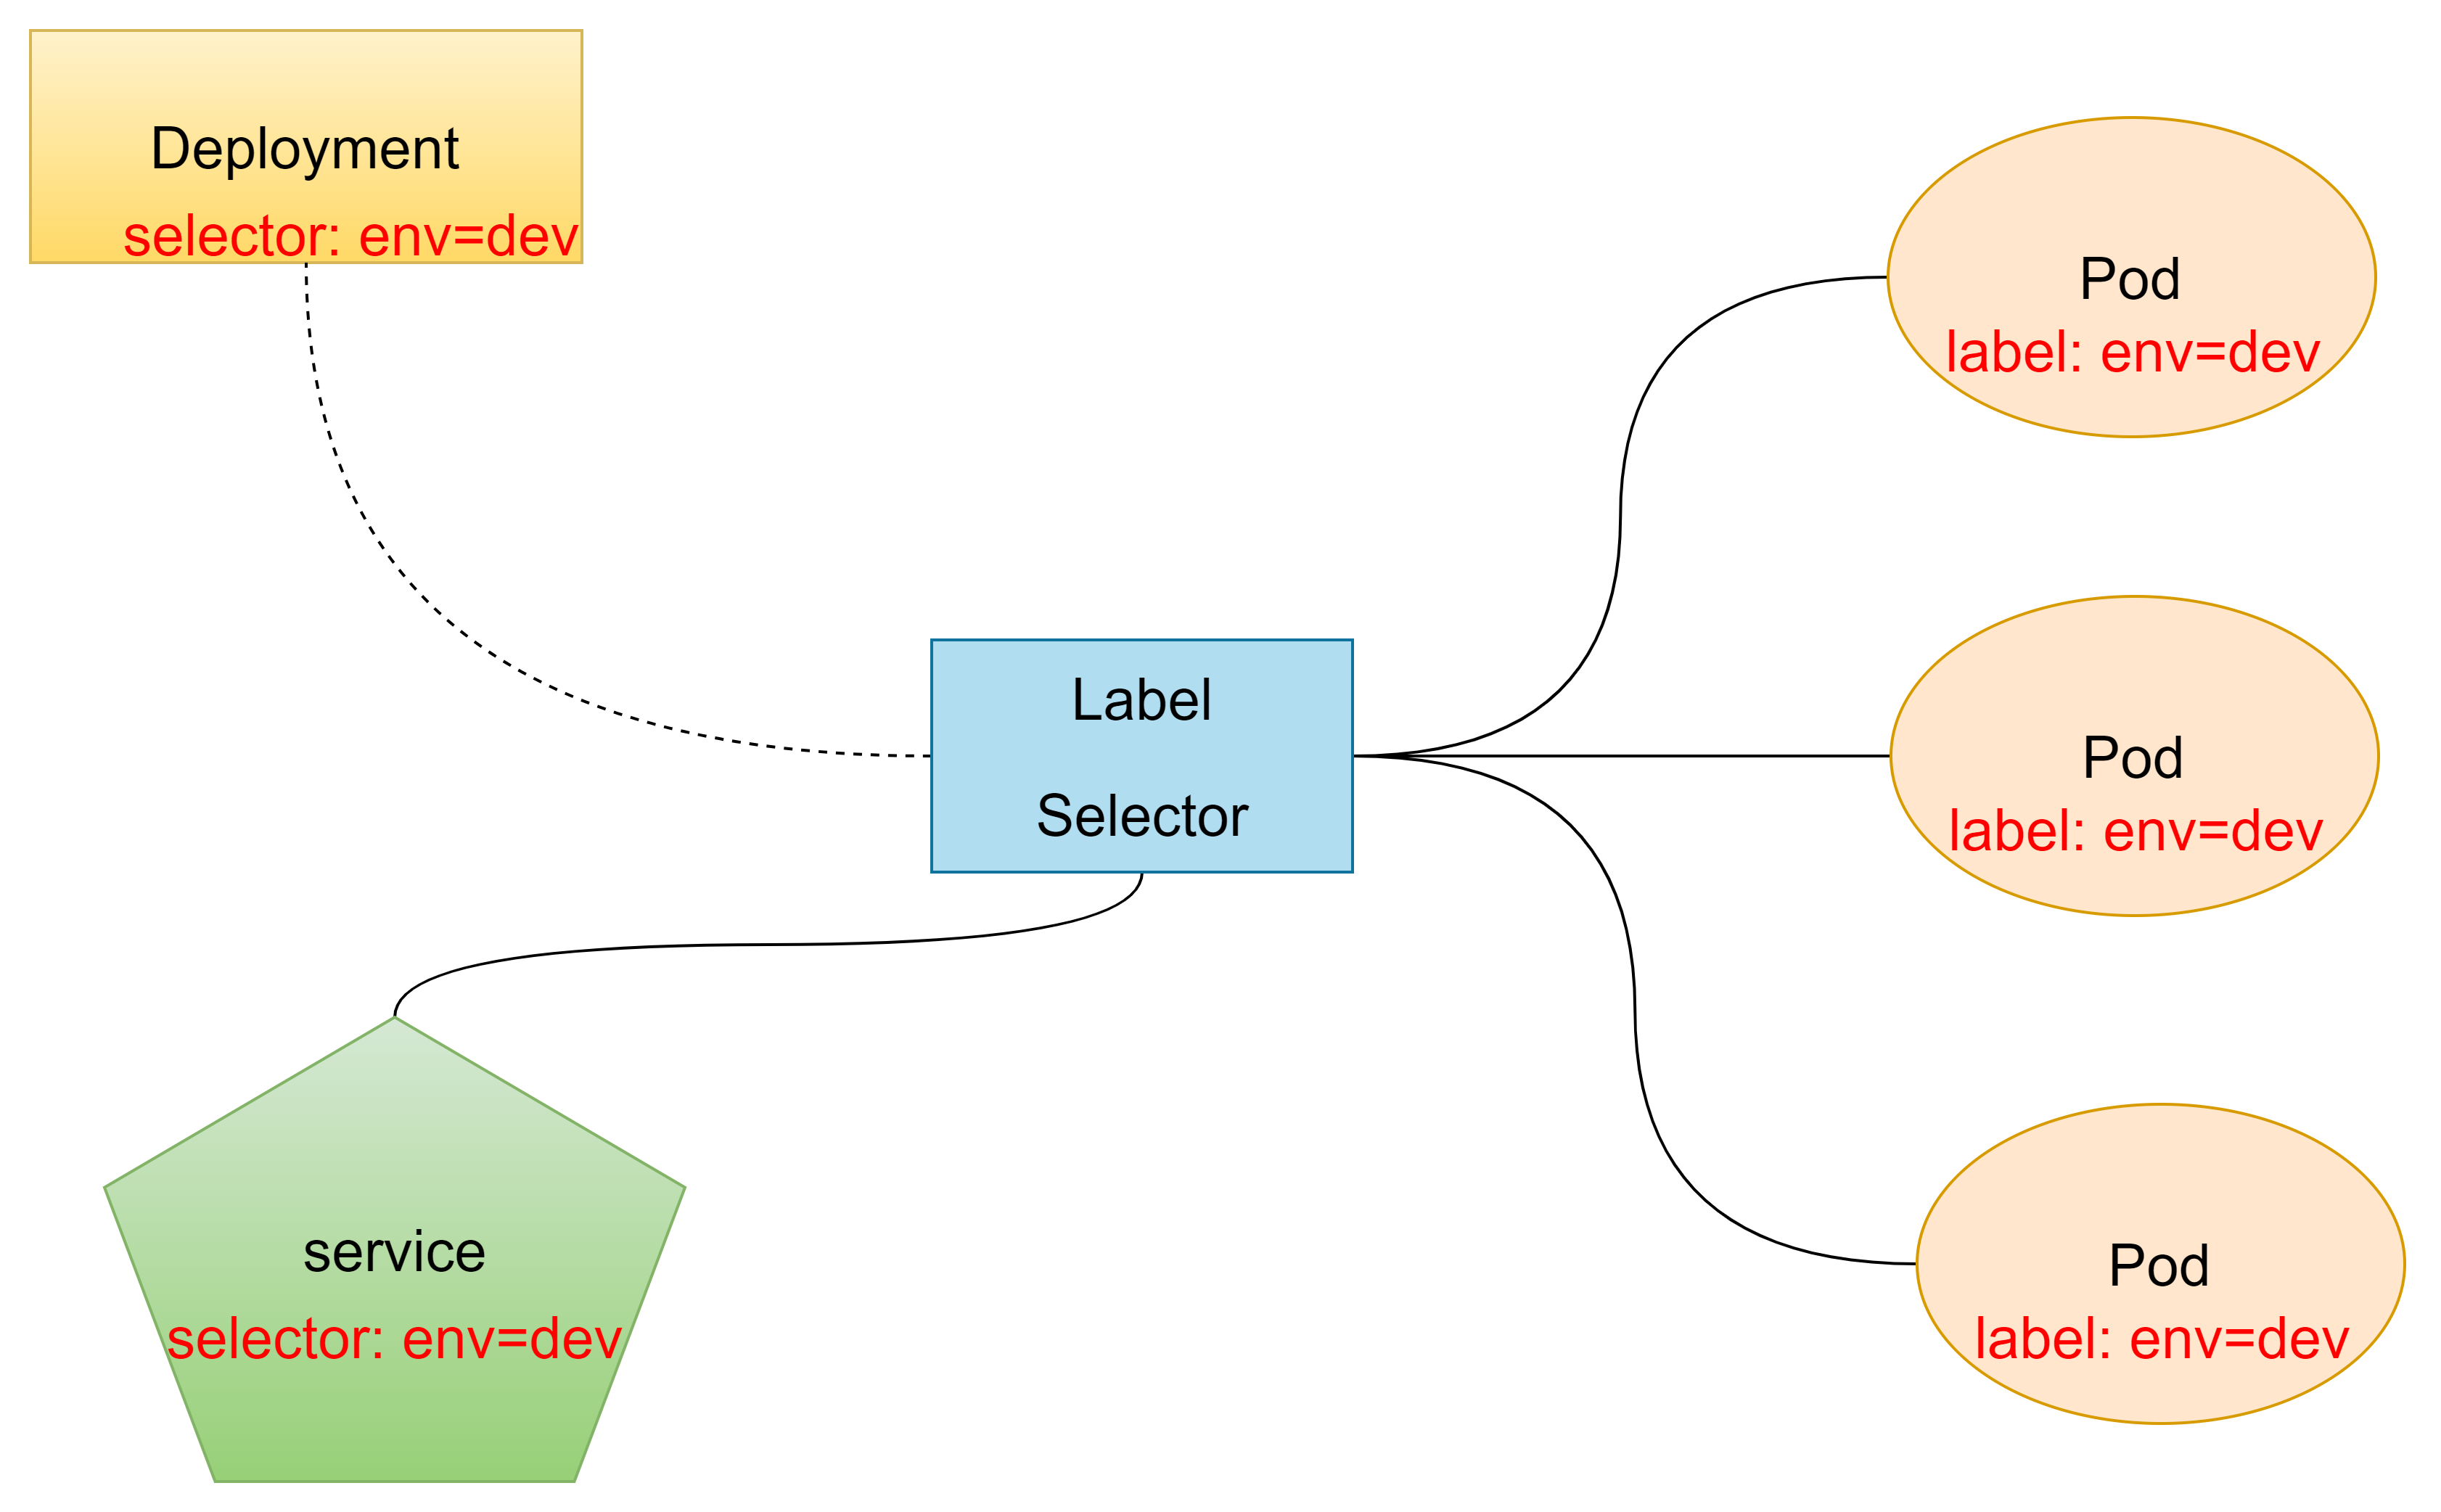 Deployment
selector: env=dev
Pod
label: env=dev
Label
Selector
Pod
label: env=dev
service
selector: env=dev
Pod
label: env=dev